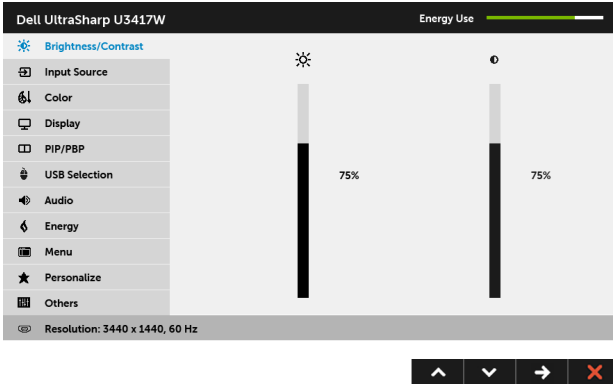 Dell UltraSharp U3417W
Energy Use
Brightness/Contrast
Input Source
Color
Display
PIP/PBP
USB Selection
Audio
Energy
Menu
Personalize
Others
75%
75%
Resolution: 3440 x 1440, 60 Hz